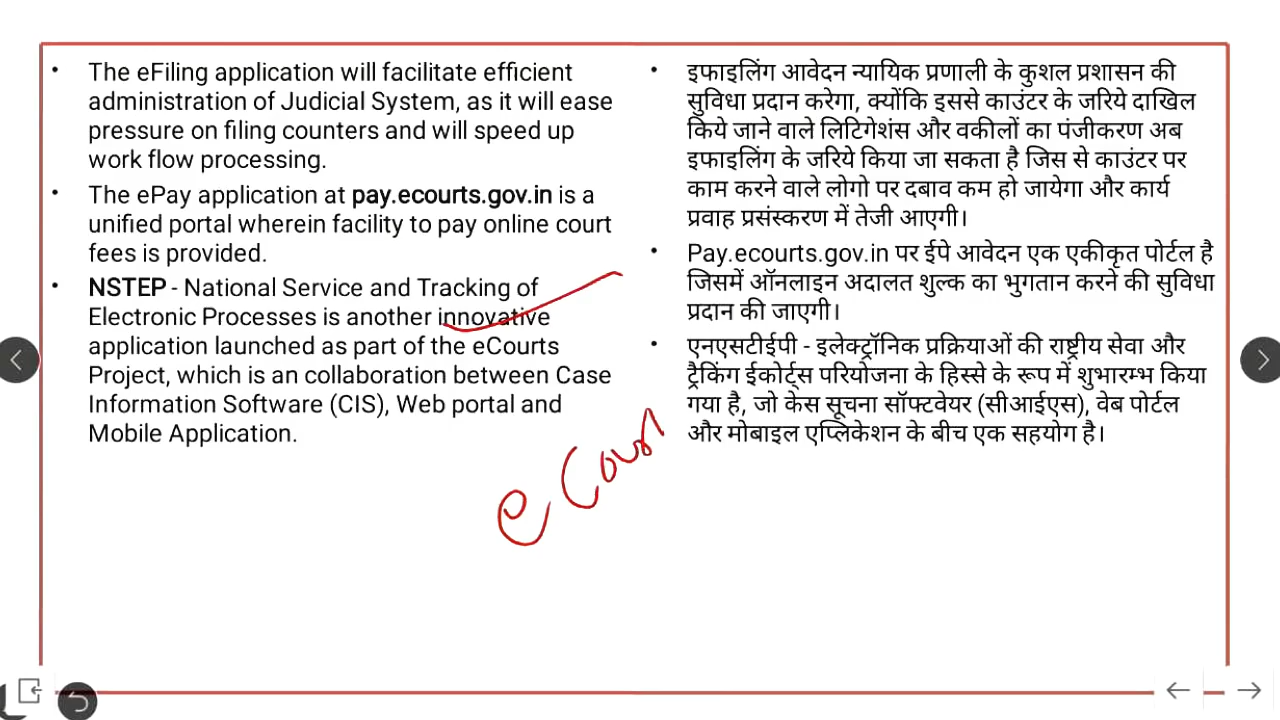 • The eFiling application will facilitate efficient
administration of Judicial System, as it will ease
pressure on filing counters and will speed up
work flow processing.
• The ePay application at pay.ecourts.gov.in is a
unified portal wherein facility to pay online court
fees is provided.
• NSTEP - National Service and Tracking of
Electronic Processes is another innovative
application launched as part of the eCourts
Project, which is an collaboration between Case
Information Software (CIS), Web portal and
Mobile Application.
• इफाइलिंग आवेदन न्यायिक प्रणाली के कुशल प्रशासन की
सुविधा प्रदान करेगा, क्योंकि इससे काउंटर के जरिये दाखिल
किये जाने वाले लिटिगेशंस और वकीलों का पंजीकरण अब
इफाइलिंग के जरिये किया जा सकता है जिस से काउंटर पर
काम करने वाले लोगो पर दबाव कम हो जायेगा और कार्य
प्रवाह प्रसंस्करण में तेजी आएगी।
• Pay.ecourts.gov.in पर ईपे आवेदन एक एकीकृत पोर्टल है
जिसमें ऑनलाइन अदालत शुल्क का भुगतान करने की सुविधा
प्रदान की जाएगी।
• एनएसटीईपी - इलेक्ट्रॉनिक प्रक्रियाओं की राष्ट्रीय सेवा और
ट्रैकिंग ईकोर्ट्स परियोजना के हिस्से के रूप में शुभारम्भ किया
गया है, जो केस सूचना सॉफ्टवेयर (सीआईएस), वेब पोर्टल
और मोबाइल एप्लिकेशन के बीच एक सहयोग है।
e Court